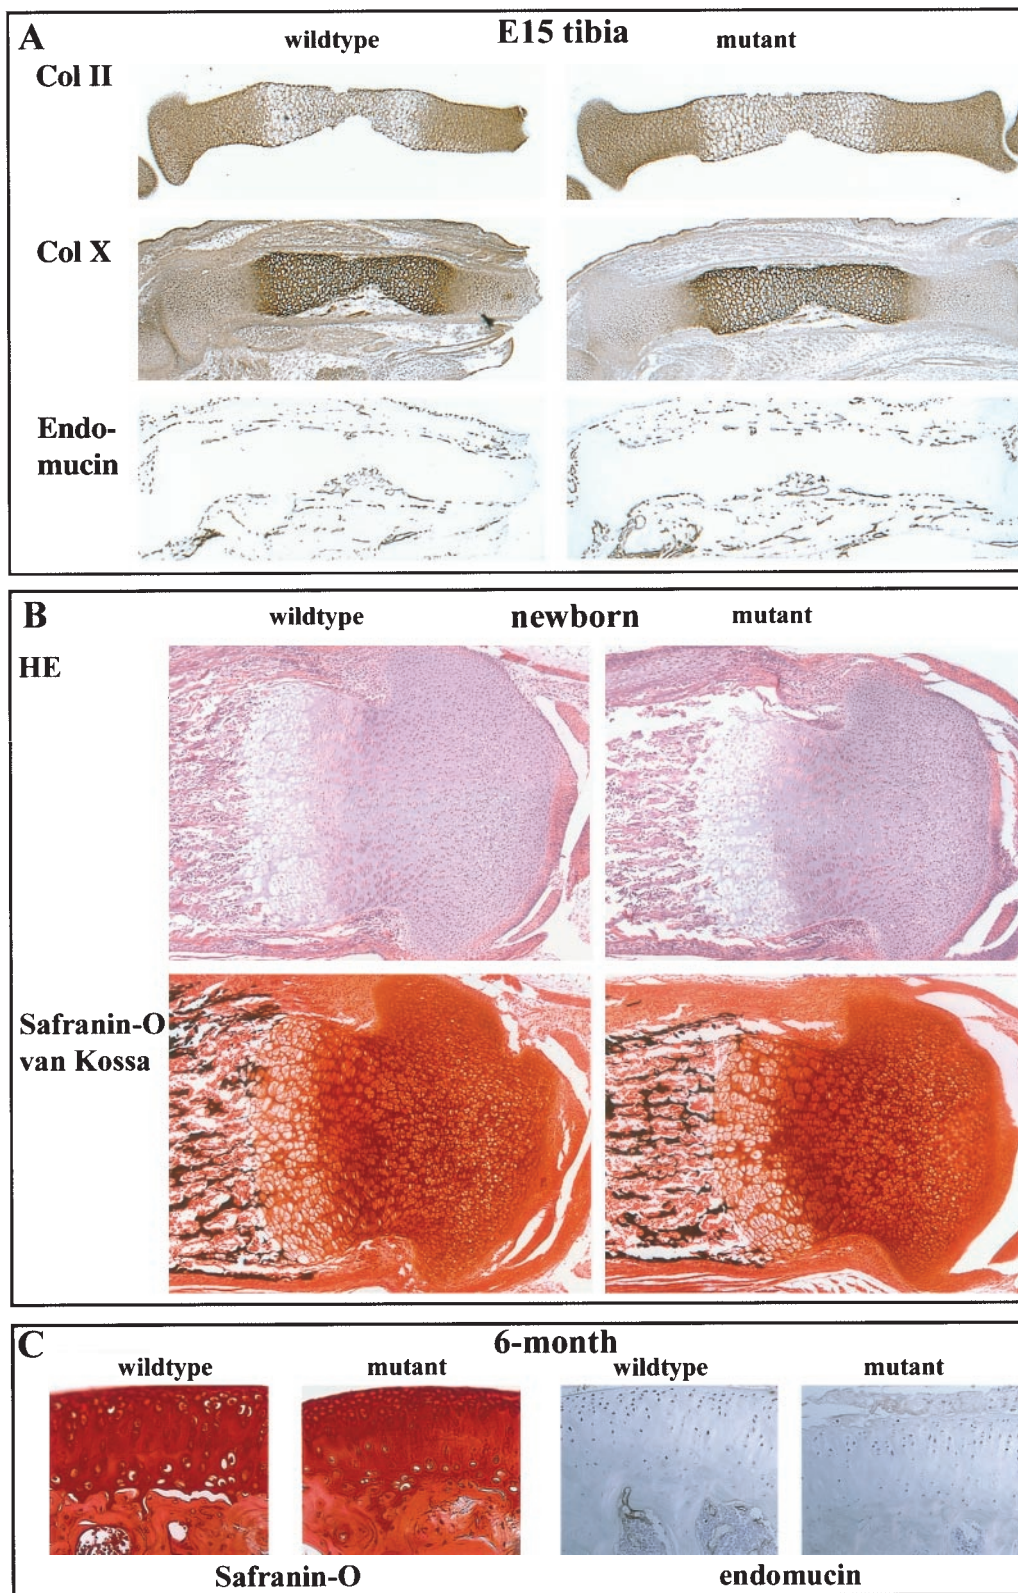 A
E15 tibia
wildtype
mutant
Col II
Col X
Endo-
mucin
B
wildtype
newborn
mutant
HE
Safranin-O
van Kossa
C
6-month
wildtype
mutant
wildtype
mutant
Safranin-O
endomucin